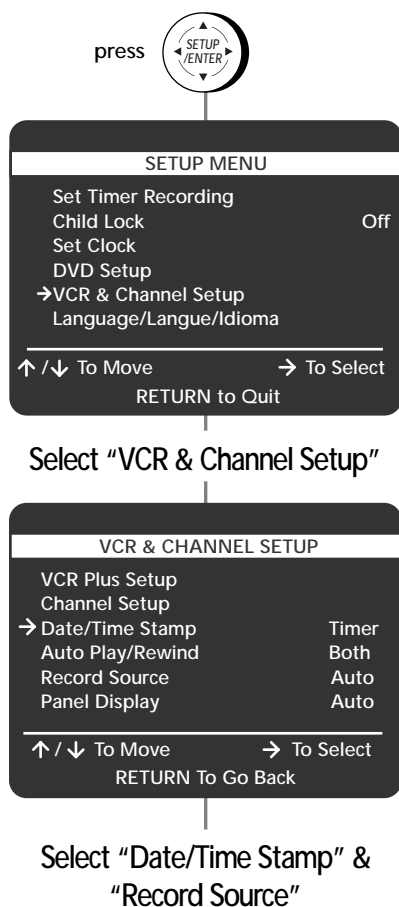 press
SETUP
/ENTER
SETUP MENU
Set Timer Recording
Child Lock Off
Set Clock
DVD Setup
→VCR & Channel Setup
Language/Langue/Idioma
↑/↓ To Move → To Select
RETURN to Quit
Select “VCR & Channel Setup”
VCR & CHANNEL SETUP
VCR Plus Setup
Channel Setup
→ Date/Time Stamp Timer
Auto Play/Rewind Both
Record Source Auto
Panel Display Auto
↑/↓ To Move → To Select
RETURN To Go Back
Select “Date/Time Stamp” &
“Record Source”